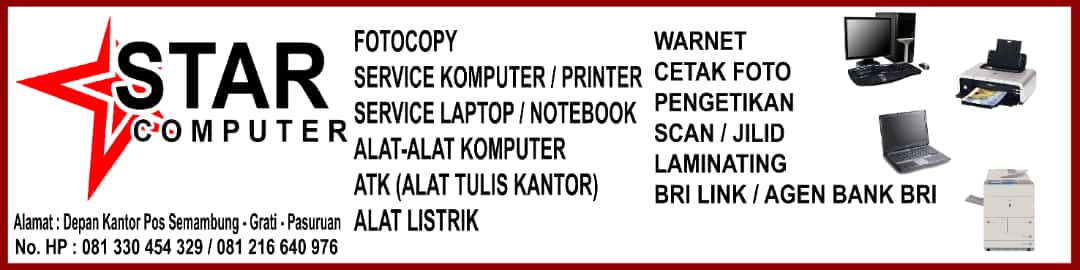 STAR
COMPUTER
Alamat : Depan Kantor Pos Semambung - Grati - Pasuruan
No. HP : 081 330 454 329 / 081 216 640 976
FOTOCOPY
SERVICE KOMPUTER / PRINTER
SERVICE LAPTOP / NOTEBOOK
ALAT-ALAT KOMPUTER
ATK (ALAT TULIS KANTOR)
ALAT LISTRIK
WARNET
CETAK FOTO
PENGETIKAN
SCAN / JILID
LAMINATING
BRI LINK / AGEN BANK BRI